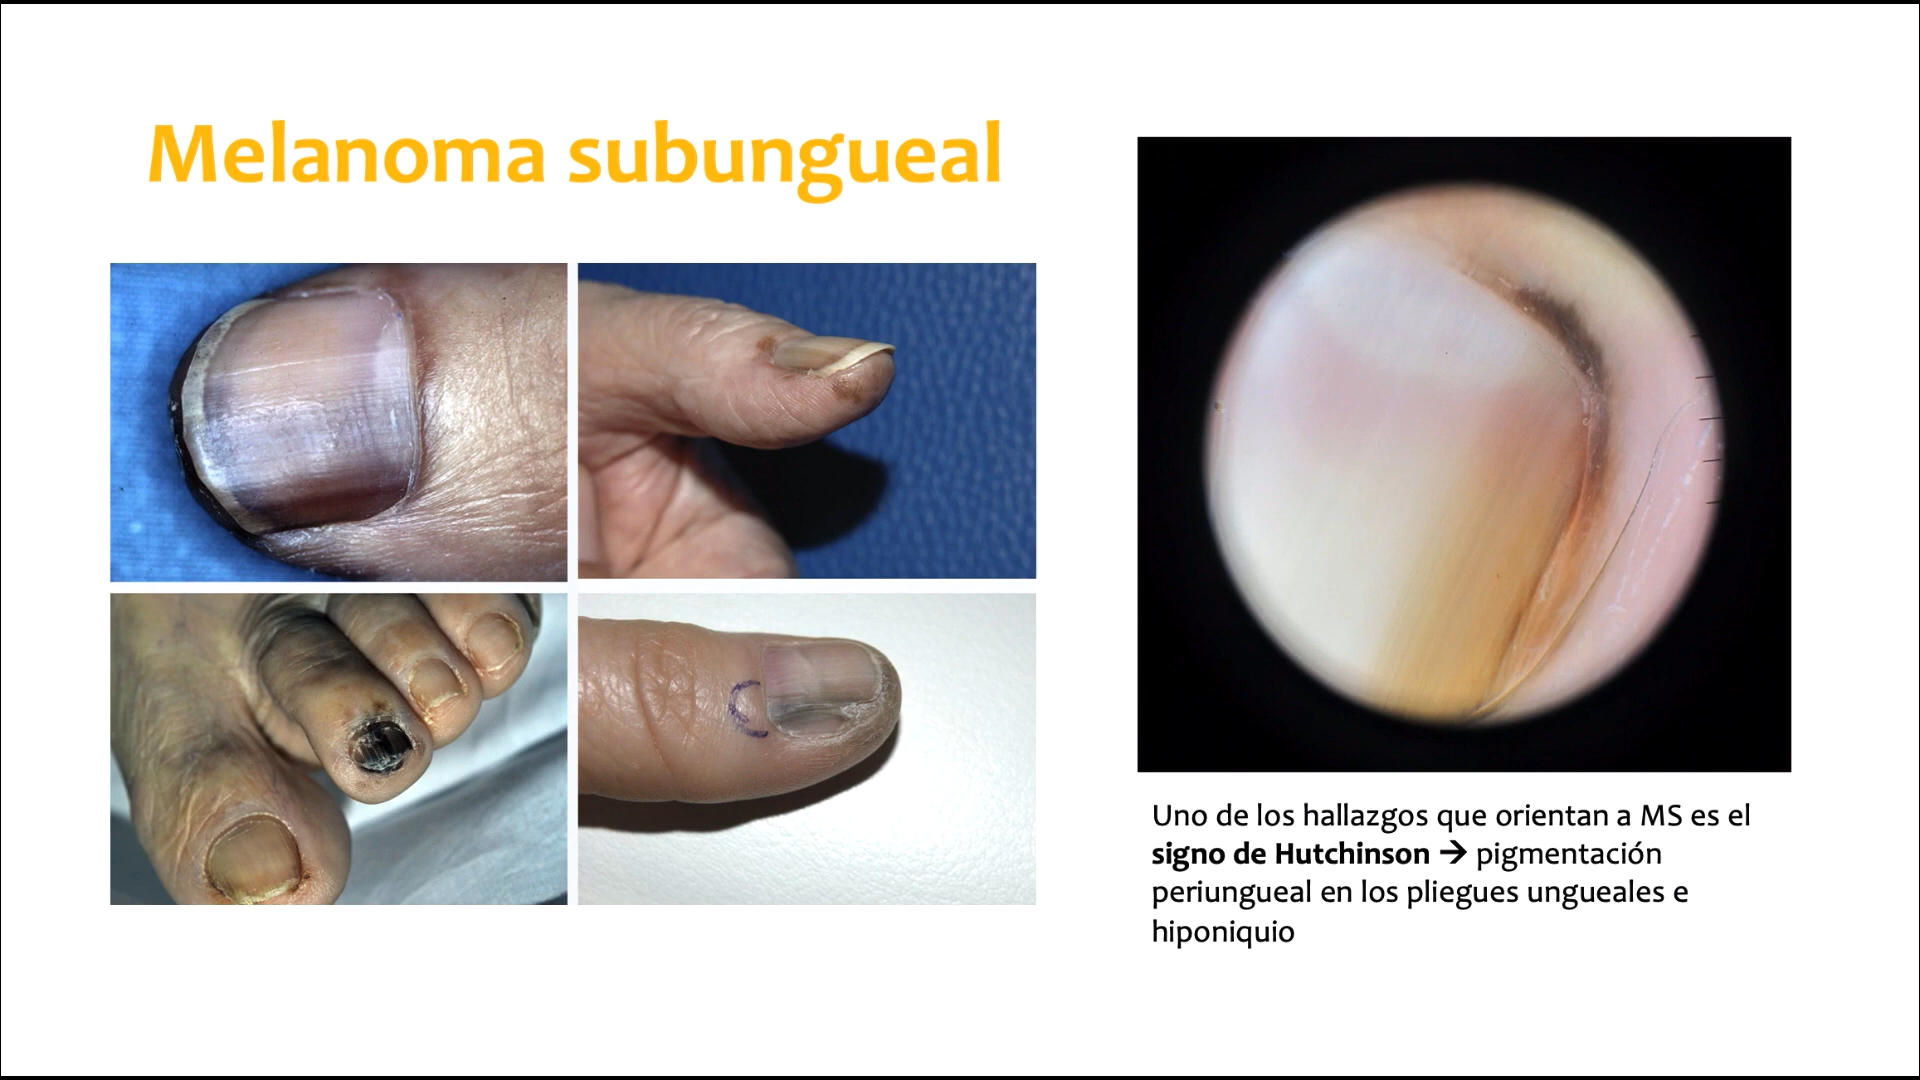 Melanoma subungueal
Uno de los hallazgos que orientan a MS es el
signo de Hutchinson → pigmentación
periungueal en los pliegues ungueales e
hiponiquio